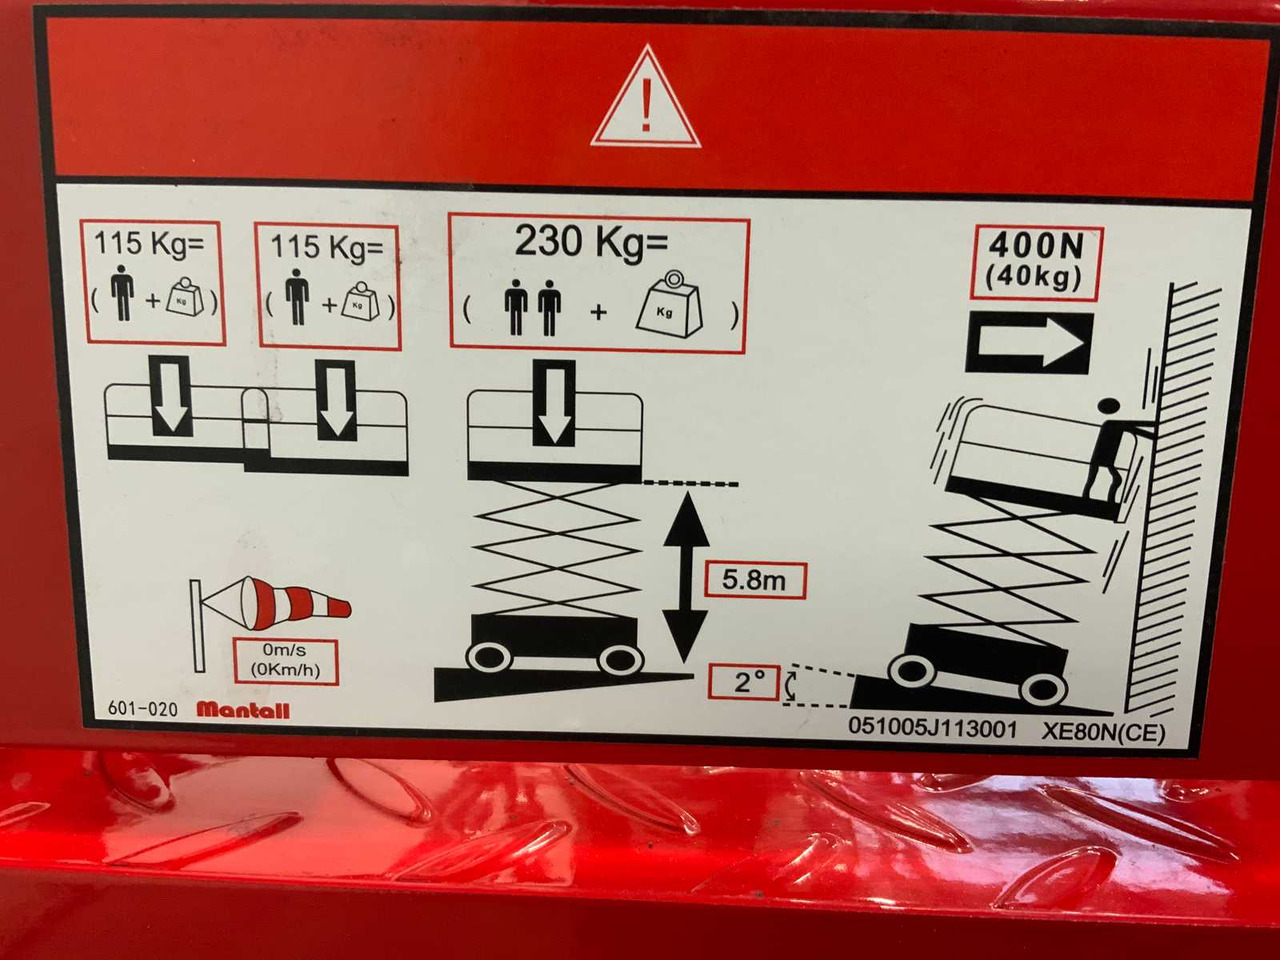 !
115 Kg=
( + Kg )
115 Kg=
( + Kg )
230 Kg=
( + Kg )
400N
(40kg)
5.8m
0m/s
(0Km/h)
2°
601-020 Mantall
051005J113001 XE80N(CE)